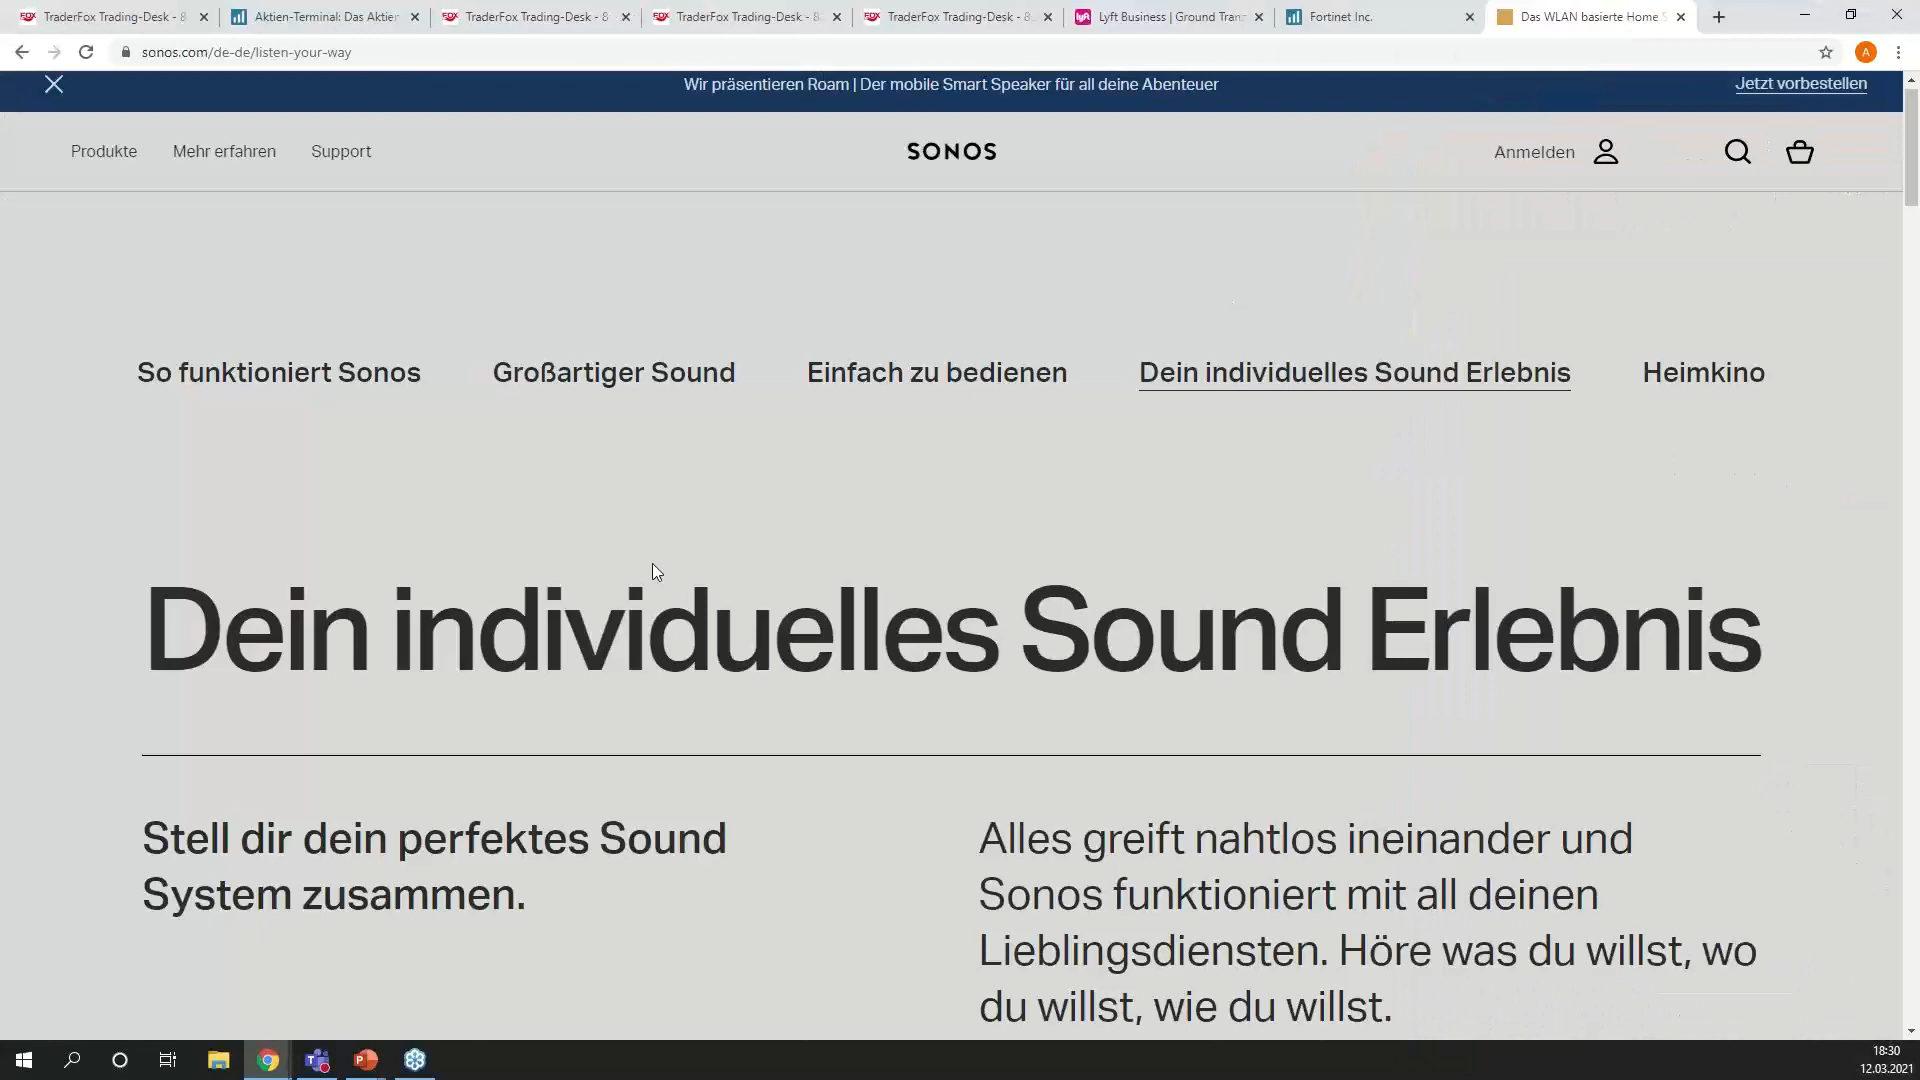 TraderFox Trading-Desk - 8
Aktien-Terminal: Das Aktien
TraderFox Trading-Desk - 8
TraderFox Trading-Desk - 8
TraderFox Trading-Desk - 8
Lyft Business | Ground Tran
Fortinet Inc.
Das WLAN basierte Home S
sonos.com/de-de/listen-your-way
A
Wir präsentieren Roam | Der mobile Smart Speaker für all deine Abenteuer
Jetzt vorbestellen
Produkte
Mehr erfahren
Support
SONOS
Anmelden
So funktioniert Sonos
Großartiger Sound
Einfach zu bedienen
Dein individuelles Sound Erlebnis
Heimkino
Dein individuelles Sound Erlebnis
Stell dir dein perfektes Sound
System zusammen.
Alles greift nahtlos ineinander und
Sonos funktioniert mit all deinen
Lieblingsdiensten. Höre was du willst, wo
du willst, wie du willst.
18:30
12.03.2021